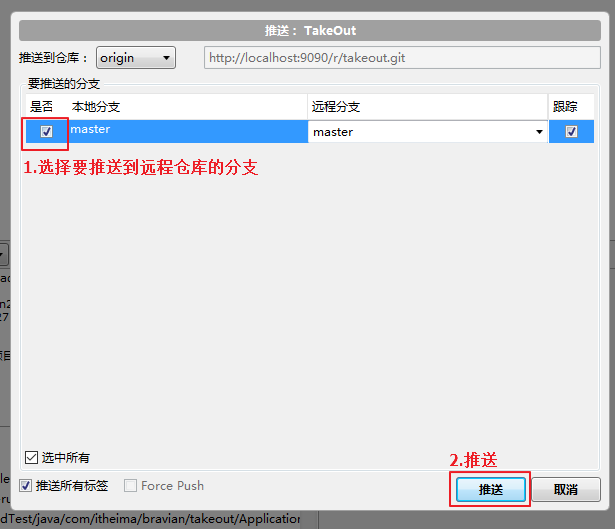 推送： TakeOut
推送到仓库： origin http://localhost:9090/r/takeout.git
要推送的分支
是否 本地分支 远程分支 跟踪
master master
1.选择要推送到远程仓库的分支
选中所有
2.推送
推送所有标签 Force Push 推送 取消
dTest/java/com/itheima/bravian/takeout/Application